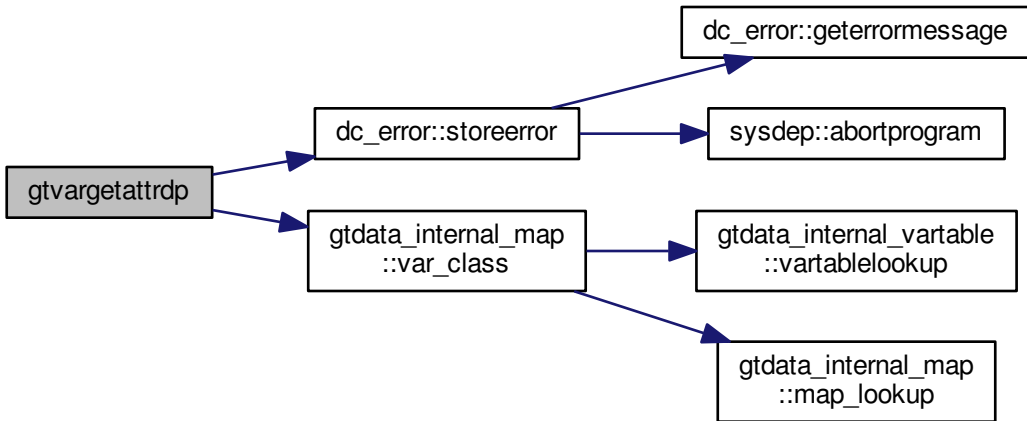 gtvargetattrdp
dc_error::storeerror
dc_error::geterrormessage
sysdep::abortprogram
gtdata_internal_map
::var_class
gtdata_internal_vartable
::vartablelookup
gtdata_internal_map
::map_lookup